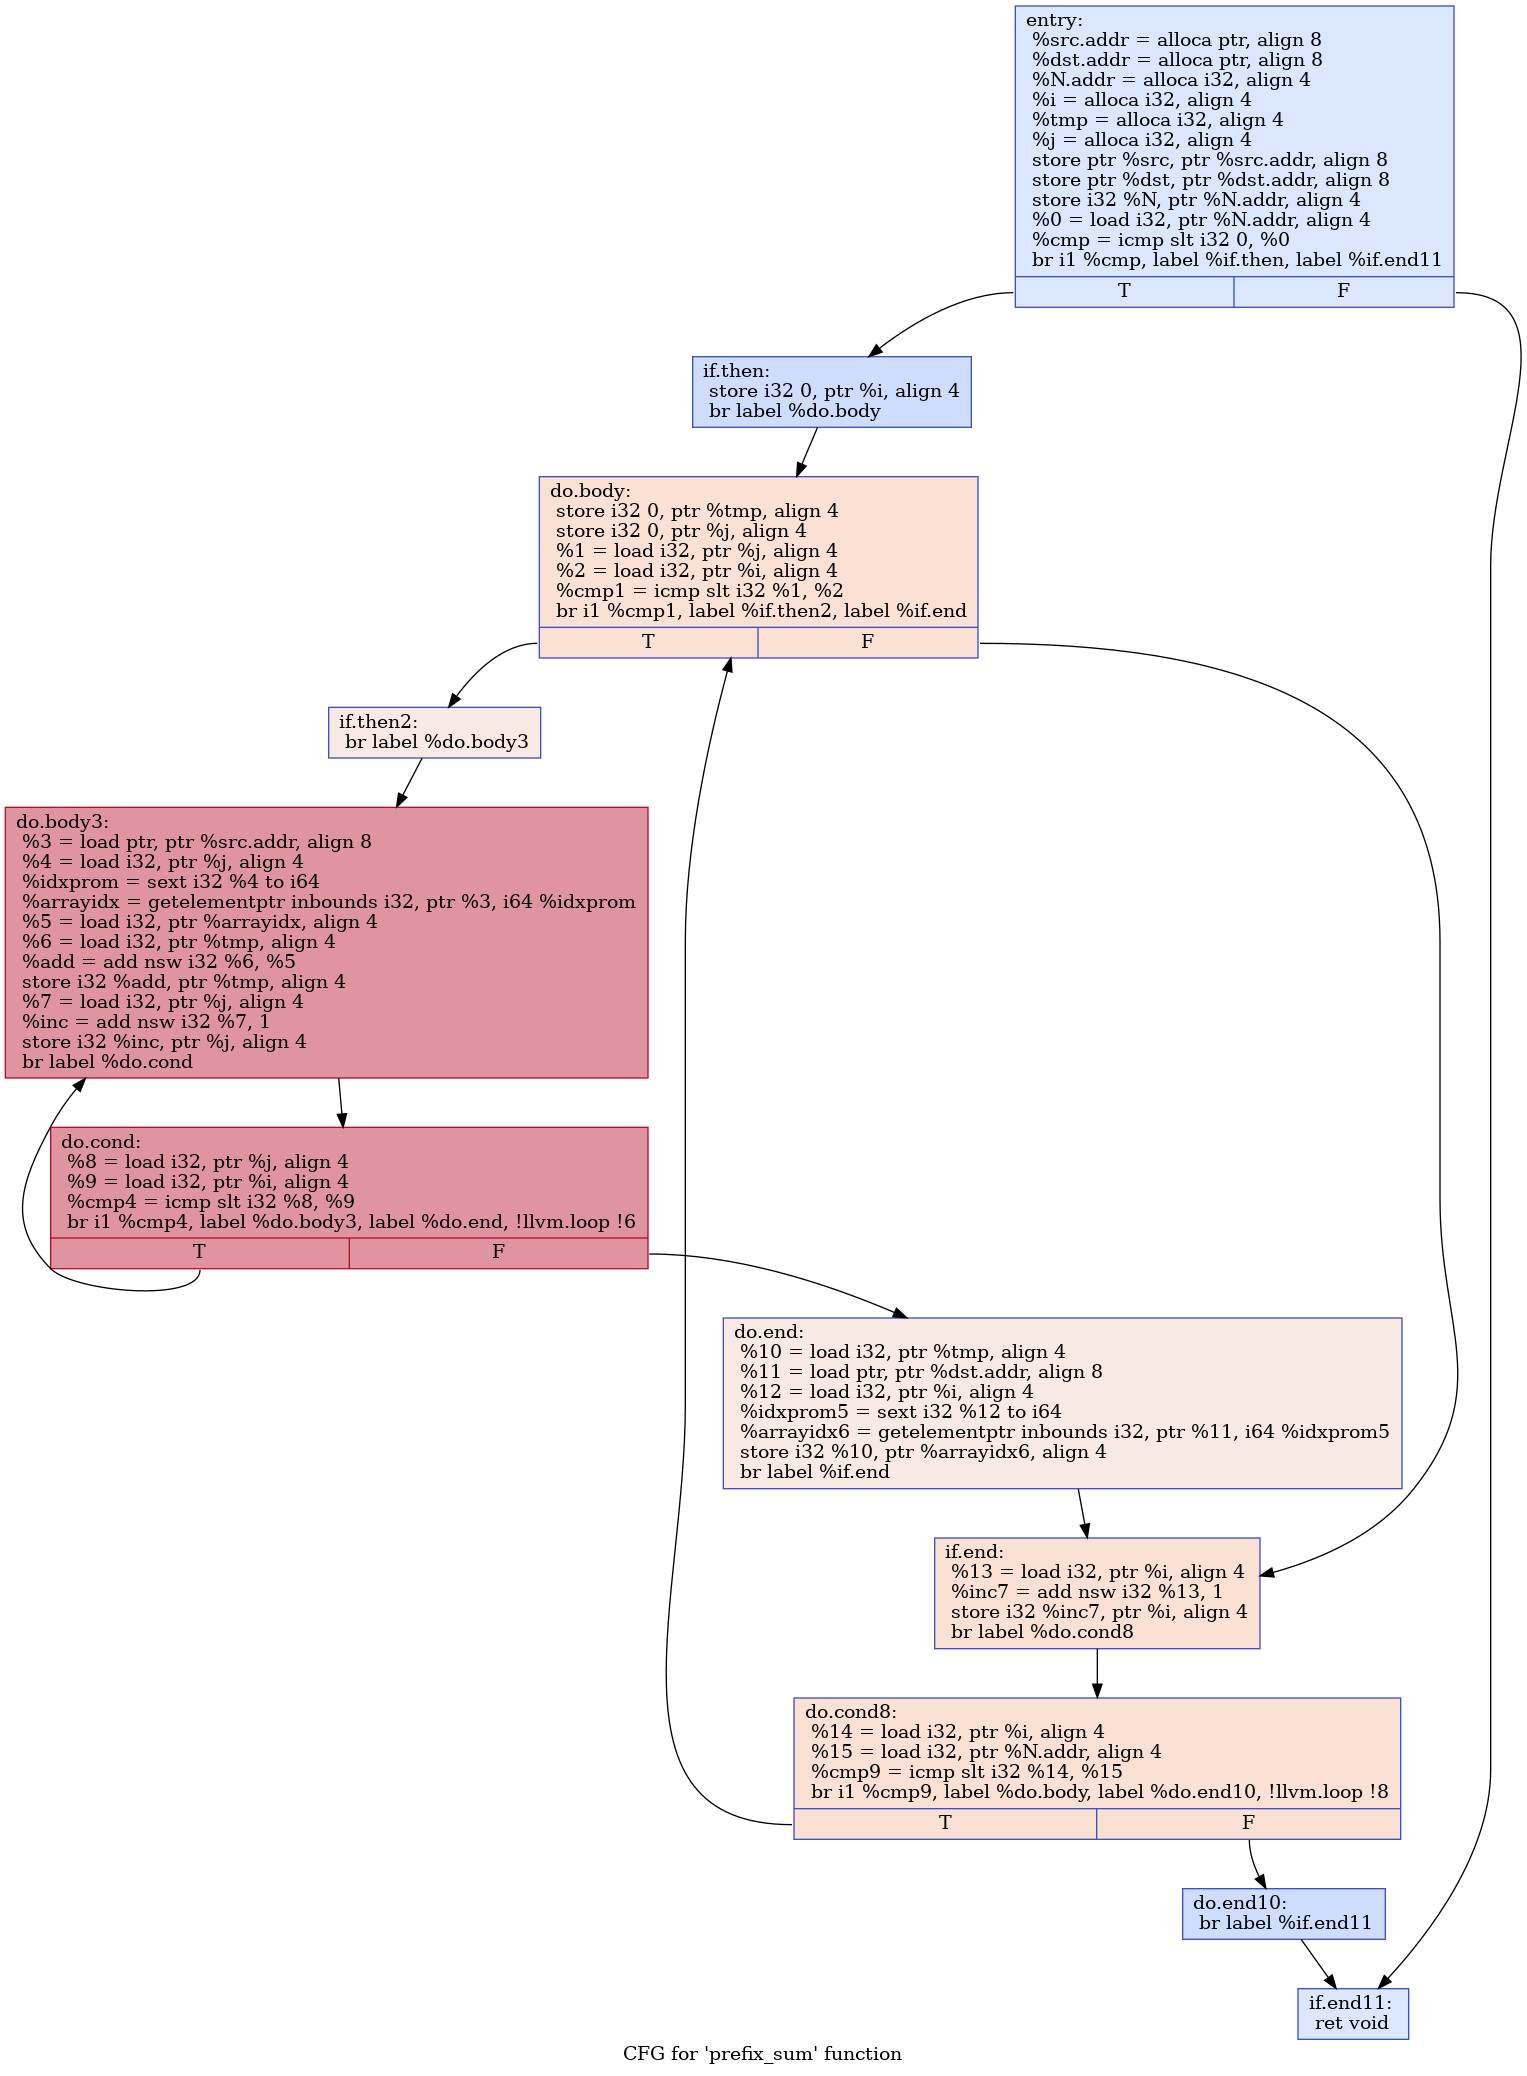 entry:
%src.addr = alloca ptr, align 8
%dst.addr = alloca ptr, align 8
%N.addr = alloca i32, align 4
%i = alloca i32, align 4
%tmp = alloca i32, align 4
%j = alloca i32, align 4
store ptr %src, ptr %src.addr, align 8
store ptr %dst, ptr %dst.addr, align 8
store i32 %N, ptr %N.addr, align 4
%0 = load i32, ptr %N.addr, align 4
%cmp = icmp slt i32 0, %0
br i1 %cmp, label %if.then, label %if.end11
T F
if.then:
store i32 0, ptr %i, align 4
br label %do.body
do.body:
store i32 0, ptr %tmp, align 4
store i32 0, ptr %j, align 4
%1 = load i32, ptr %j, align 4
%2 = load i32, ptr %i, align 4
%cmp1 = icmp slt i32 %1, %2
br i1 %cmp1, label %if.then2, label %if.end
T F
if.then2:
br label %do.body3
do.body3:
%3 = load ptr, ptr %src.addr, align 8
%4 = load i32, ptr %j, align 4
%idxprom = sext i32 %4 to i64
%arrayidx = getelementptr inbounds i32, ptr %3, i64 %idxprom
%5 = load i32, ptr %arrayidx, align 4
%6 = load i32, ptr %tmp, align 4
%add = add nsw i32 %6, %5
store i32 %add, ptr %tmp, align 4
%7 = load i32, ptr %j, align 4
%inc = add nsw i32 %7, 1
store i32 %inc, ptr %j, align 4
br label %do.cond
do.cond:
%8 = load i32, ptr %j, align 4
%9 = load i32, ptr %i, align 4
%cmp4 = icmp slt i32 %8, %9
br i1 %cmp4, label %do.body3, label %do.end, !llvm.loop !6
T F
do.end:
%10 = load i32, ptr %tmp, align 4
%11 = load ptr, ptr %dst.addr, align 8
%12 = load i32, ptr %i, align 4
%idxprom5 = sext i32 %12 to i64
%arrayidx6 = getelementptr inbounds i32, ptr %11, i64 %idxprom5
store i32 %10, ptr %arrayidx6, align 4
br label %if.end
if.end:
%13 = load i32, ptr %i, align 4
%inc7 = add nsw i32 %13, 1
store i32 %inc7, ptr %i, align 4
br label %do.cond8
do.cond8:
%14 = load i32, ptr %i, align 4
%15 = load i32, ptr %N.addr, align 4
%cmp9 = icmp slt i32 %14, %15
br i1 %cmp9, label %do.body, label %do.end10, !llvm.loop !8
T F
do.end10:
br label %if.end11
if.end11:
ret void
CFG for 'prefix_sum' function